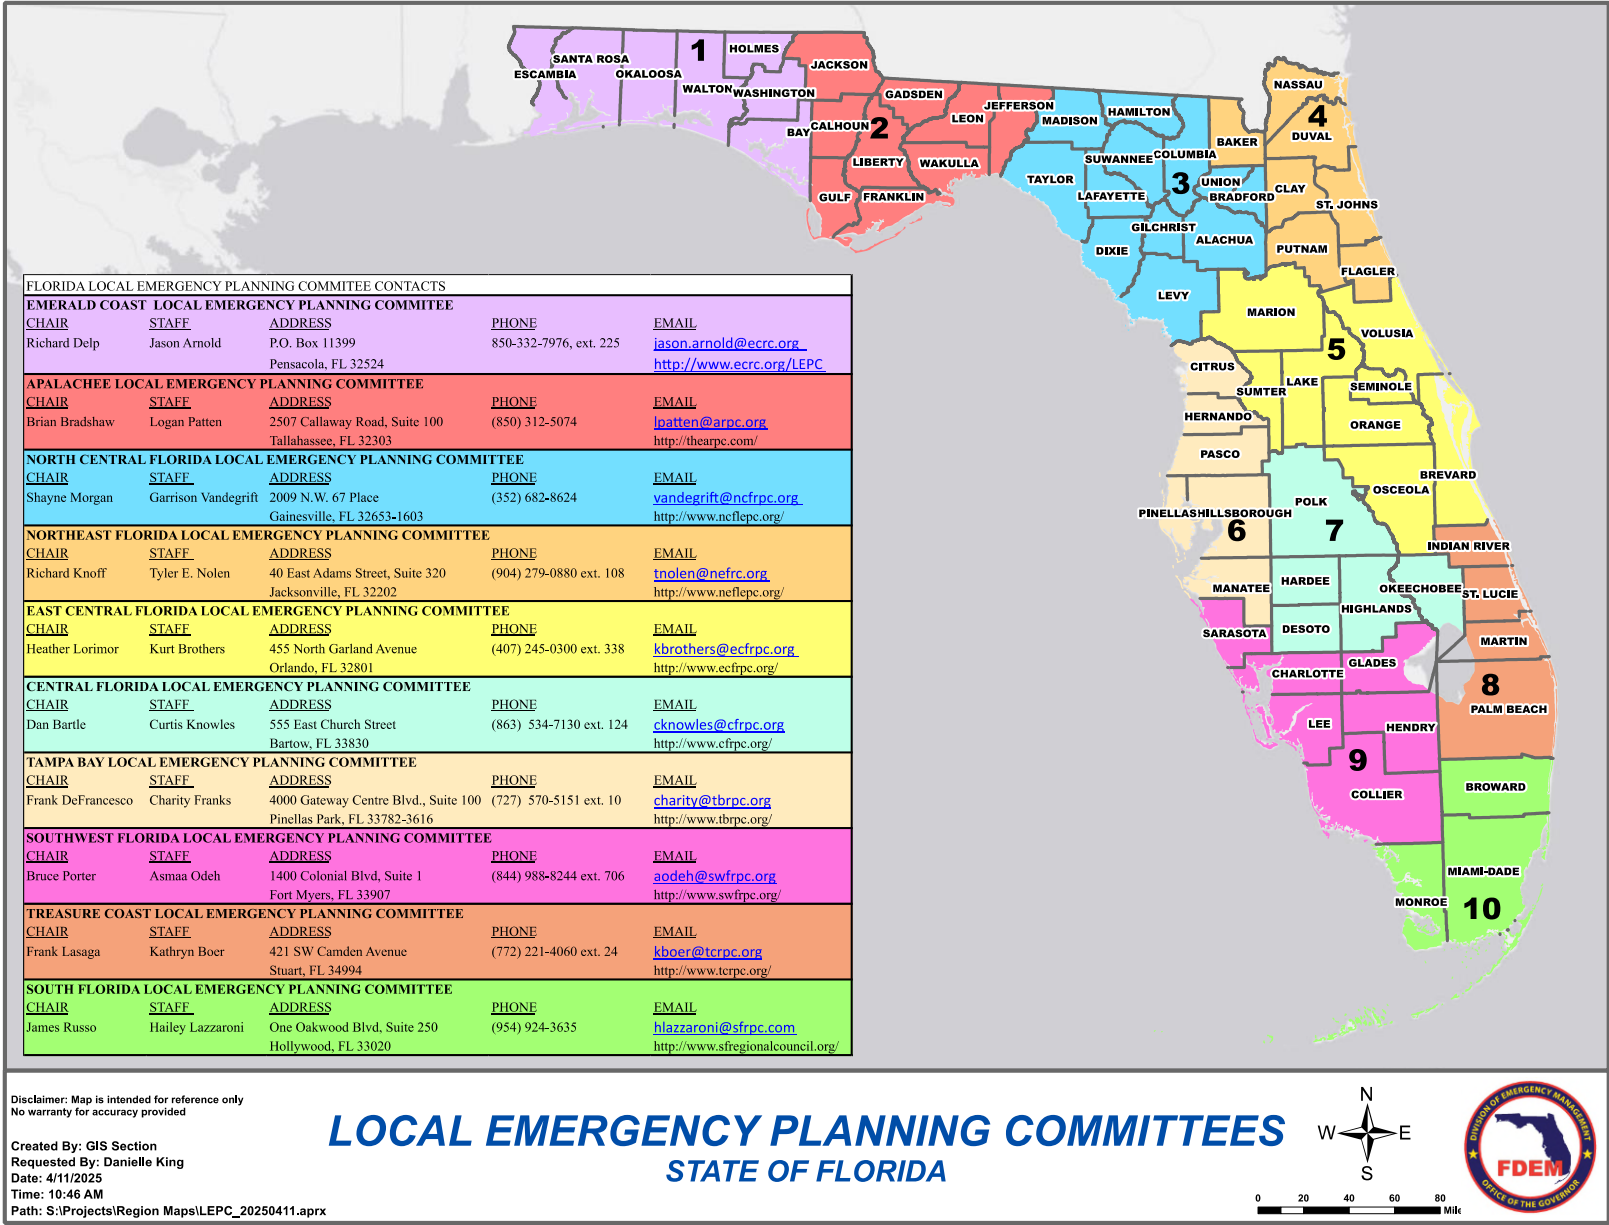 SANTA ROSA
ESCAMBIA
OKALOOSA
1
HOLMES
WALTON
WASHINGTON
BAY
JACKSON
GADSDEN
CALHOUN
2
LEON
JEFFERSON
LIBERTY
WAKULLA
GULF
FRANKLIN
MADISON
HAMILTON
TAYLOR
SUWANNEE
COLUMBIA
LAFAYETTE
3
UNION
BRADFORD
GILCHRIST
ALACHUA
DIXIE
LEVY
NASSAU
4
DUVAL
BAKER
CLAY
ST. JOHNS
PUTNAM
FLAGLER
MARION
VOLUSIA
5
LAKE
SUMTER
SEMINOLE
ORANGE
BREVARD
OSCEOLA
CITRUS
HERNANDO
PASCO
PINELLAS
HILLSBOROUGH
6
MANATEE
POLK
7
HARDEE
OKEECHOBEE
HIGHLANDS
DESOTO
INDIAN RIVER
ST. LUCIE
MARTIN
8
PALM BEACH
SARASOTA
CHARLOTTE
GLADES
LEE
HENDRY
9
COLLIER
BROWARD
MIAMI-DADE
MONROE
10
FLORIDA LOCAL EMERGENCY PLANNING COMMITEE CONTACTS
EMERALD COAST LOCAL EMERGENCY PLANNING COMMITEE
CHAIR STAFF ADDRESS PHONE EMAIL
Richard Delp Jason Arnold P.O. Box 11399 850-332-7976, ext. 225 jason.arnold@ecrc.org
Pensacola, FL 32524 http://www.ecrc.org/LEPC
APALACHEE LOCAL EMERGENCY PLANNING COMMITTEE
CHAIR STAFF ADDRESS PHONE EMAIL
Brian Bradshaw Logan Patten 2507 Callaway Road, Suite 100 (850) 312-5074 lpatten@arpc.org
Tallahassee, FL 32303 http://thearpc.com/
NORTH CENTRAL FLORIDA LOCAL EMERGENCY PLANNING COMMITTEE
CHAIR STAFF ADDRESS PHONE EMAIL
Shayne Morgan Garrison Vandegrift 2009 N.W. 67 Place (352) 682-8624 vandegrift@ncfrpc.org
Gainesville, FL 32653-1603 http://www.ncflepc.org/
NORTHEAST FLORIDA LOCAL EMERGENCY PLANNING COMMITTEE
CHAIR STAFF ADDRESS PHONE EMAIL
Richard Knoff Tyler E. Nolen 40 East Adams Street, Suite 320 (904) 279-0880 ext. 108 tnolen@nefrc.org
Jacksonville, FL 32202 http://www.neflepc.org/
EAST CENTRAL FLORIDA LOCAL EMERGENCY PLANNING COMMITTEE
CHAIR STAFF ADDRESS PHONE EMAIL
Heather Lorimor Kurt Brothers 455 North Garland Avenue (407) 245-0300 ext. 338 kbrothers@ecfrpc.org
Orlando, FL 32801 http://www.ecfrpc.org/
CENTRAL FLORIDA LOCAL EMERGENCY PLANNING COMMITTEE
CHAIR STAFF ADDRESS PHONE EMAIL
Dan Bartle Curtis Knowles 555 East Church Street (863) 534-7130 ext. 124 cknowles@cfrpc.org
Bartow, FL 33830 http://www.cfrpc.org/
TAMPA BAY LOCAL EMERGENCY PLANNING COMMITTEE
CHAIR STAFF ADDRESS PHONE EMAIL
Frank DeFrancesco Charity Franks 4000 Gateway Centre Blvd., Suite 100 (727) 570-5151 ext. 10 charity@tbrpc.org
Pinellas Park, FL 33782-3616 http://www.tbrpc.org/
SOUTHWEST FLORIDA LOCAL EMERGENCY PLANNING COMMITTEE
CHAIR STAFF ADDRESS PHONE EMAIL
Bruce Porter Asmaa Odeh 1400 Colonial Blvd, Suite 1 (844) 988-8244 ext. 706 aodeh@swfrpc.org
Fort Myers, FL 33907 http://www.swfrpc.org/
TREASURE COAST LOCAL EMERGENCY PLANNING COMMITTEE
CHAIR STAFF ADDRESS PHONE EMAIL
Frank Lasaga Kathryn Boer 421 SW Camden Avenue (772) 221-4060 ext. 24 kboer@tcrpc.org
Stuart, FL 34994 http://www.tcrpc.org/
SOUTH FLORIDA LOCAL EMERGENCY PLANNING COMMITTEE
CHAIR STAFF ADDRESS PHONE EMAIL
James Russo Hailey Lazzaroni One Oakwood Blvd, Suite 250 (954) 924-3635 hlazzaroni@sfrpc.com
Hollywood, FL 33020 http://www.sfregionalcouncil.org/
Disclaimer: Map is intended for reference only
No warranty for accuracy provided
Created By: GIS Section
Requested By: Danielle King
Date: 4/11/2025
Time: 10:46 AM
Path: S:\Projects\Region Maps\LEPC_20250411.aprx
LOCAL EMERGENCY PLANNING COMMITTEES
STATE OF FLORIDA
N
W E
S
0 20 40 60 80
Mile
DIVISION OF EMERGENCY MANAGEMENT
FDEM
OFFICE OF THE GOVERNOR